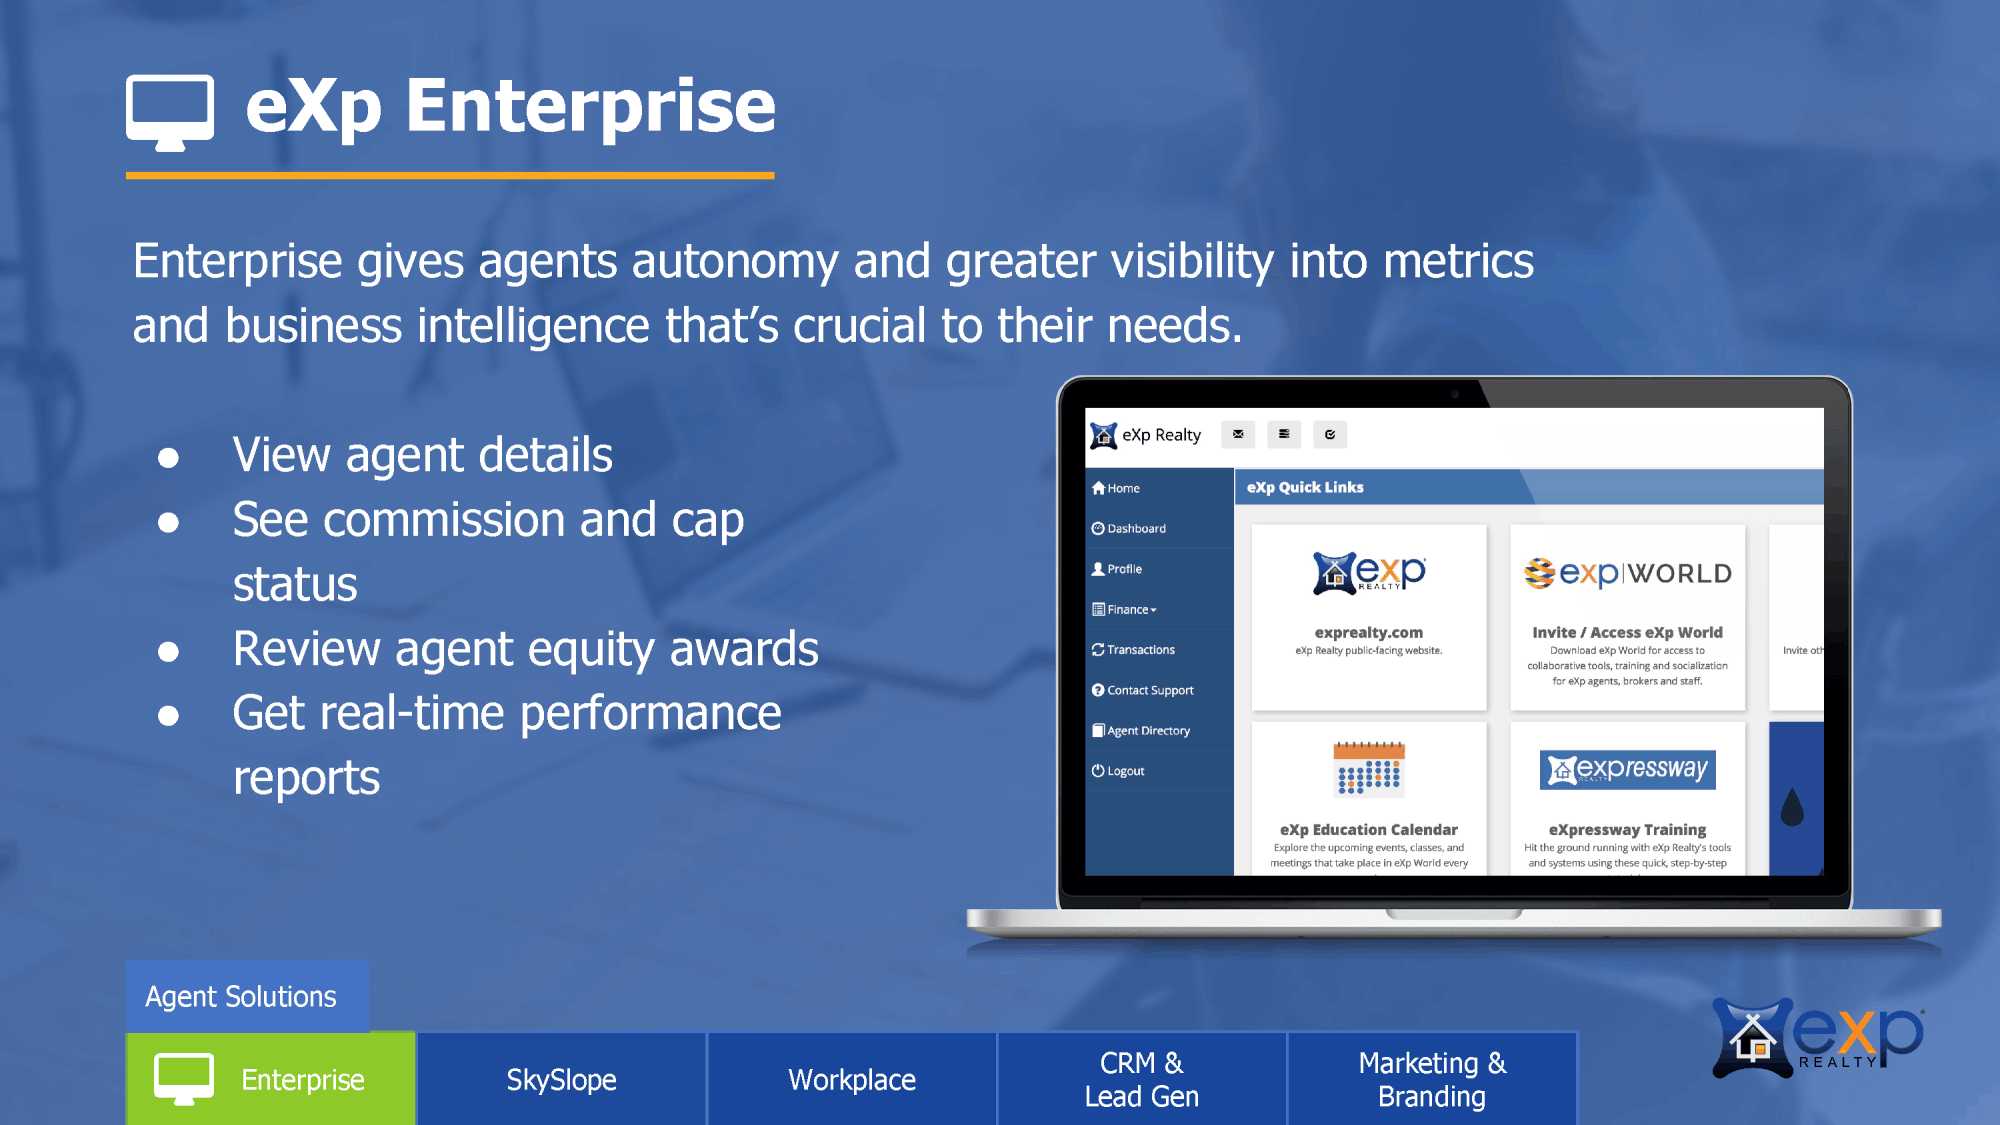 eXp Enterprise
Enterprise gives agents autonomy and greater visibility into metrics
and business intelligence that’s crucial to their needs.
● View agent details
● See commission and cap
status
● Review agent equity awards
● Get real-time performance
reports
eXp Realty
Home
Dashboard
Profile
Finance
Transactions
Contact Support
Agent Directory
Logout
eXp Quick Links
exp
REALTY
exprealty.com
eXp Realty public-facing website.
exp|WORLD
Invite / Access eXp World
Download eXp World for access to
collaborative tools, training and socialization
for eXp agents, brokers and staff.
Invite oth
eXp Education Calendar
Explore the upcoming events, classes, and
meetings that take place in eXp World every
expressway
REALTY
eXpressway Training
Hit the ground running with eXp Realty's tools
and systems using these quick, step-by-step
Agent Solutions
Enterprise
SkySlope
Workplace
CRM &
Lead Gen
Marketing &
Branding
exp
REALTY